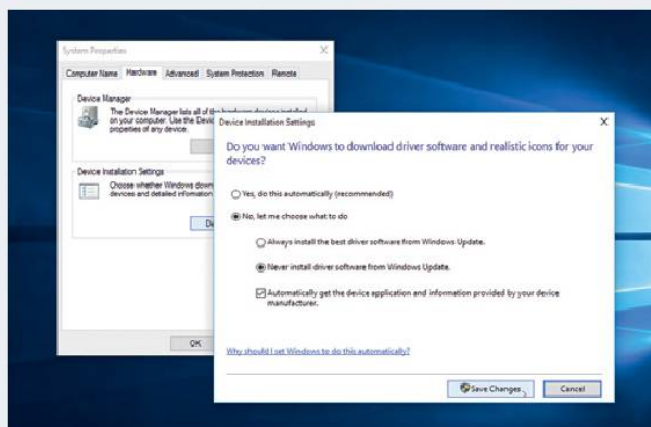 System Properties
Computer Name Hardware Advanced System Protection Remote
Device Manager
The Device Manager lists all of the hardware devices installed
on your computer. Use the Devic
properties of any device.
Device Installation Settings
Choose whether Windows down
devices and detailed information
De
OK
Device Installation Settings
Do you want Windows to download driver software and realistic icons for your
devices?
Yes, do this automatically (recommended)
No, let me choose what to do
Always install the best driver software from Windows Update.
Never install driver software from Windows Update.
Automatically get the device application and information provided by your device
manufacturer.
Why should I set Windows to do this automatically?
Save Changes
Cancel